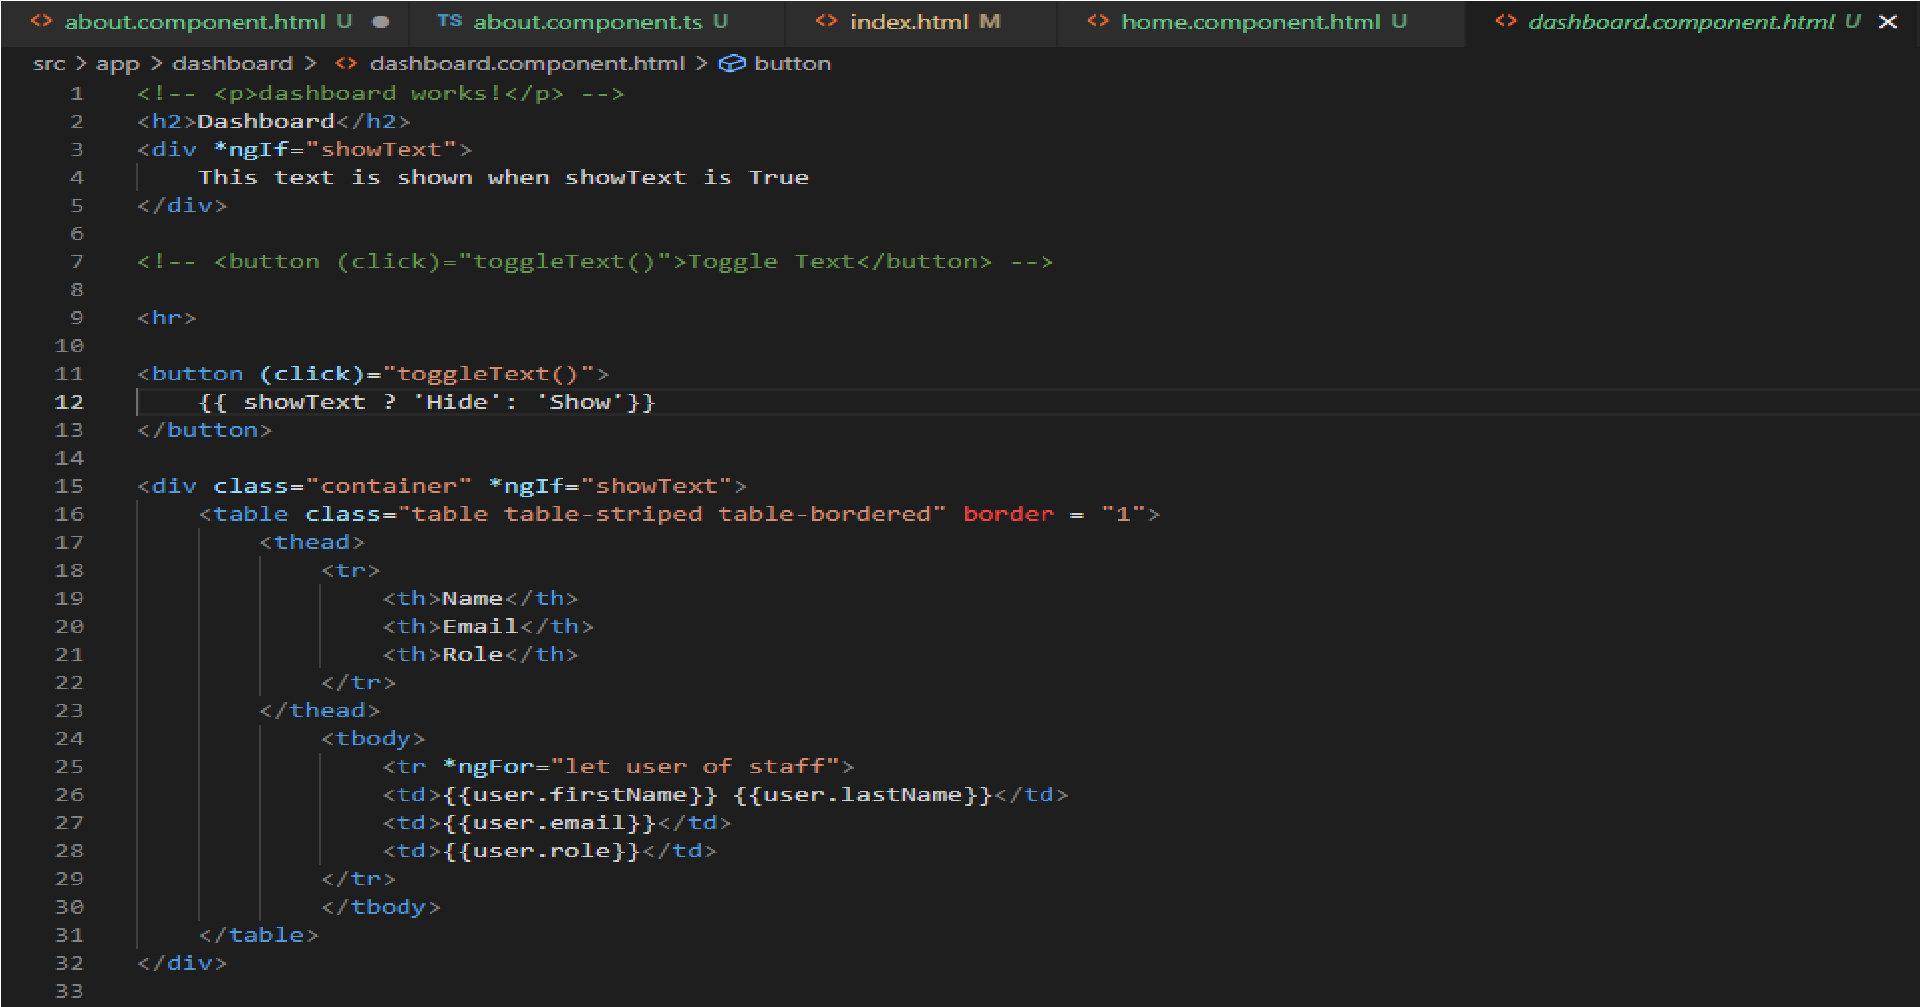 <> about.component.html U ● TS about.component.ts U <> index.html M <> home.component.html U <> dashboard.component.html U ×
src > app > dashboard > <> dashboard.component.html > button
1 <!-- <p>dashboard works!</p> -->
2 <h2>Dashboard</h2>
3 <div *ngIf="showText">
4     This text is shown when showText is True
5 </div>
6
7 <!-- <button (click)="toggleText()">Toggle Text</button> -->
8
9 <hr>
10
11 <button (click)="toggleText()">
12     {{ showText ? 'Hide': 'Show'}}
13 </button>
14
15 <div class="container" *ngIf="showText">
16     <table class="table table-striped table-bordered" border = "1">
17         <thead>
18             <tr>
19                 <th>Name</th>
20                 <th>Email</th>
21                 <th>Role</th>
22             </tr>
23         </thead>
24             <tbody>
25                 <tr *ngFor="let user of staff">
26                 <td>{{user.firstName}} {{user.lastName}}</td>
27                 <td>{{user.email}}</td>
28                 <td>{{user.role}}</td>
29             </tr>
30             </tbody>
31     </table>
32 </div>
33